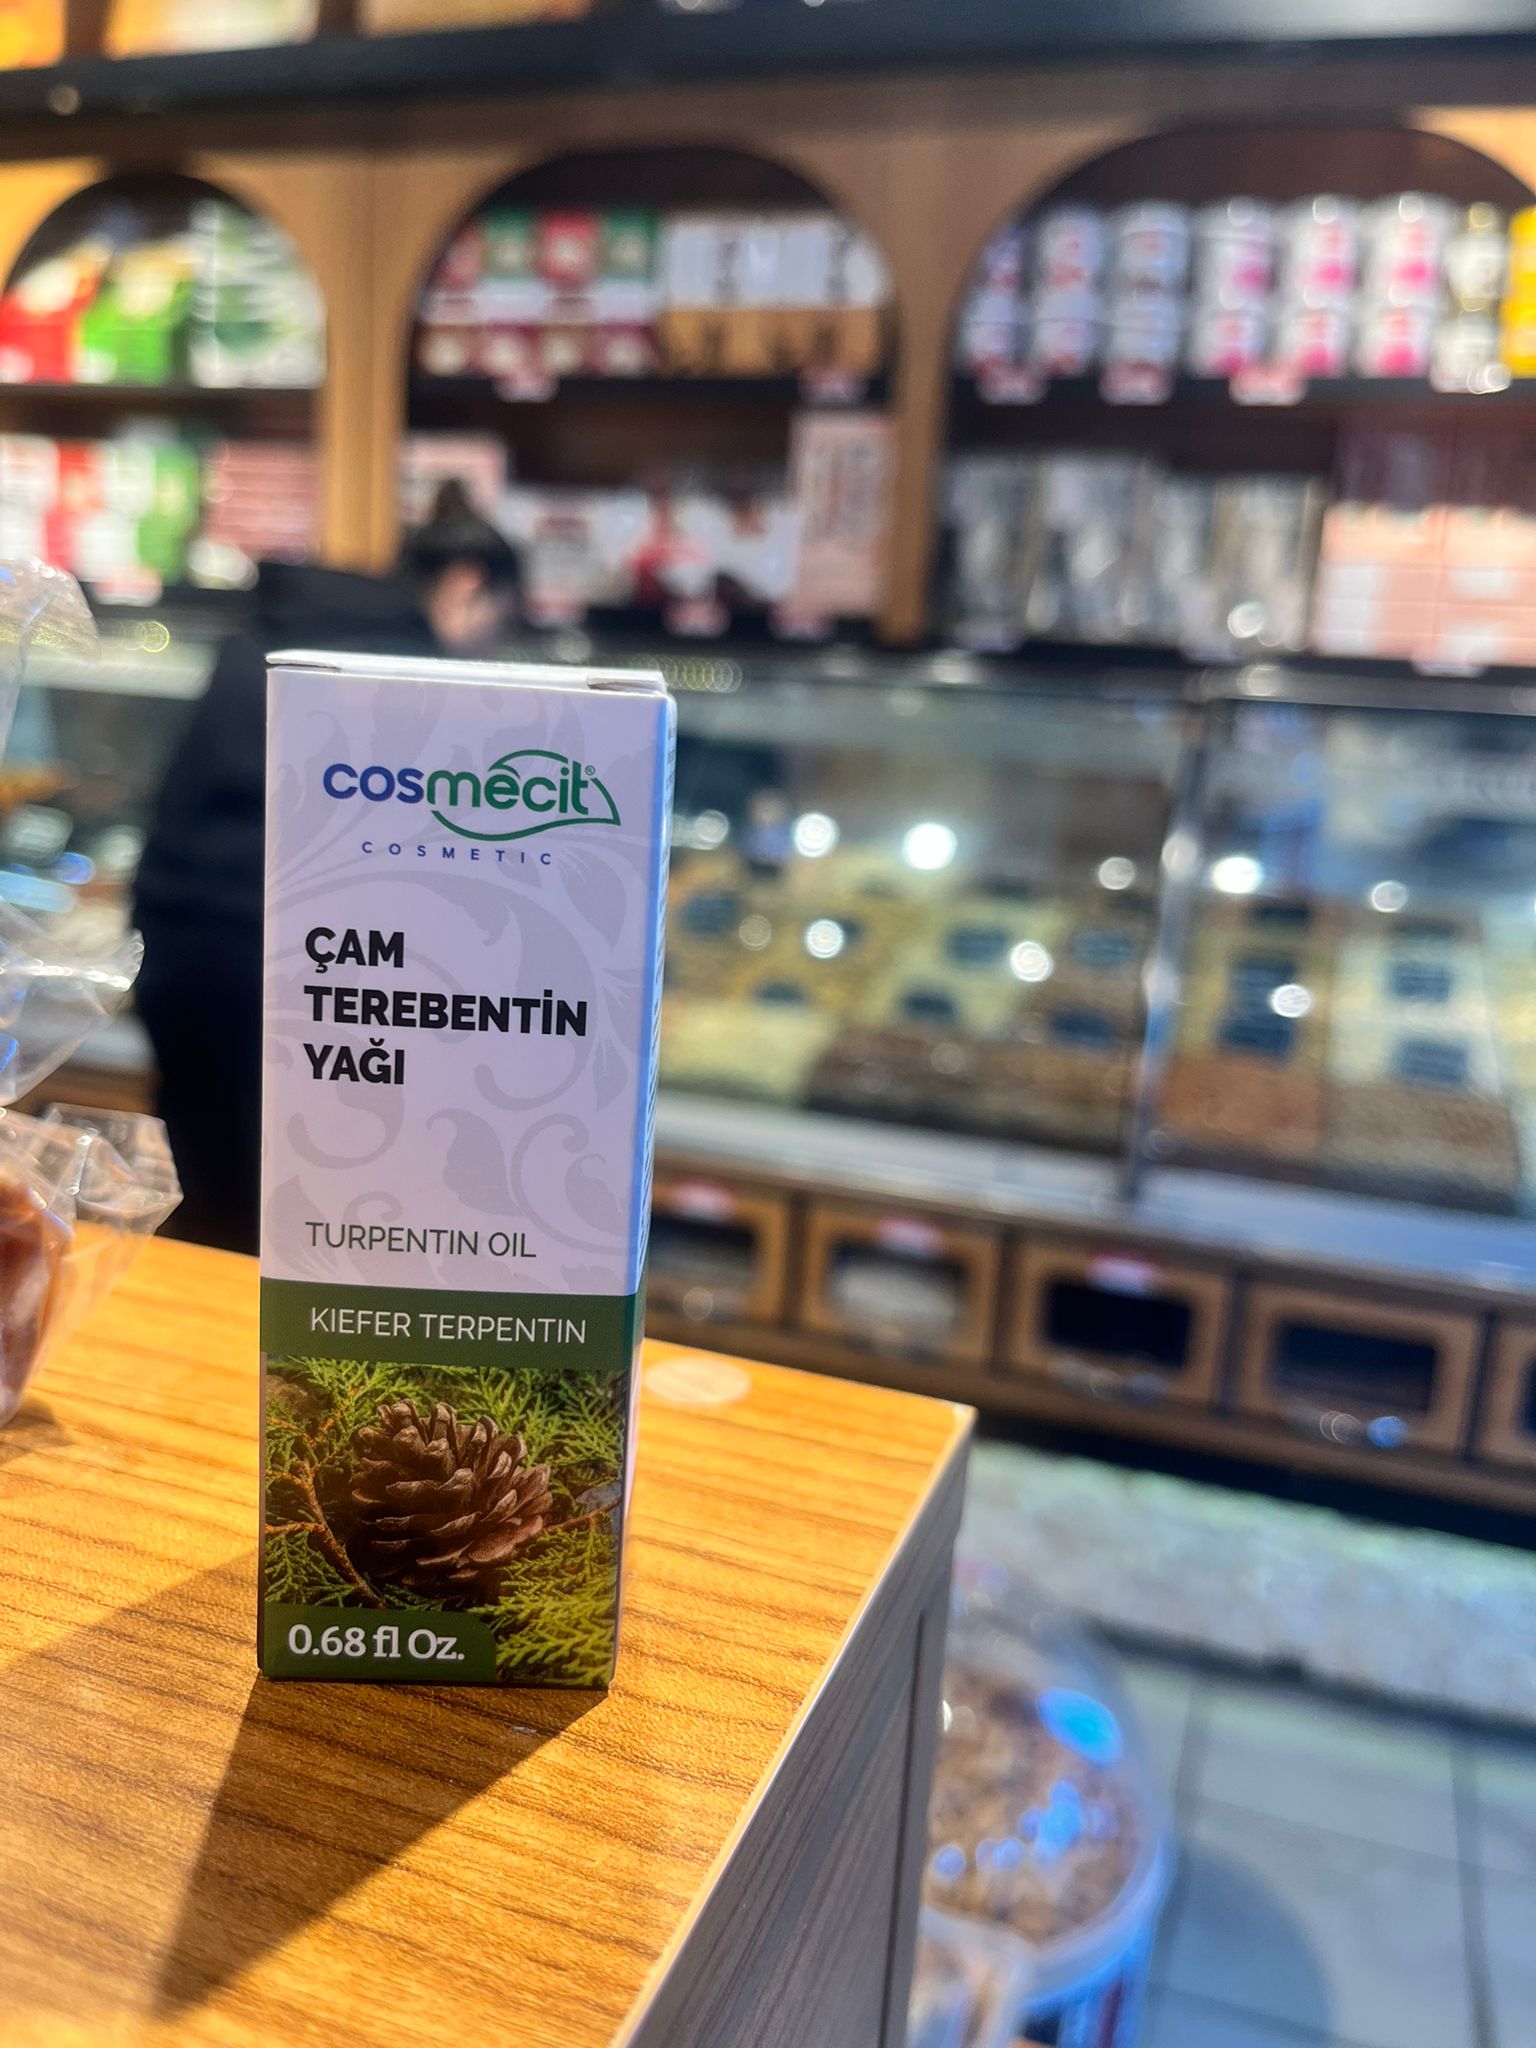 cosmecit®
COSMETIC
ÇAM
TEREBENTİN
YAĞI
TURPENTIN OIL
KIEFER TERPENTIN
0.68 fl Oz.